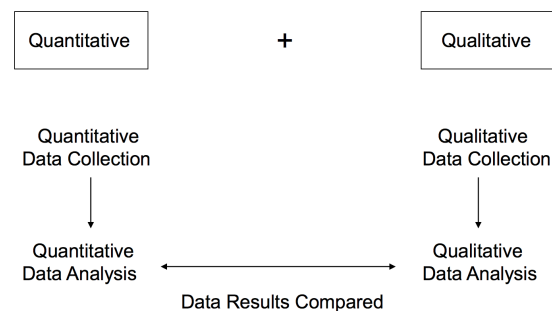 Quantitative
+
Qualitative
Quantitative
Data Collection
Qualitative
Data Collection
Quantitative
Data Analysis
Qualitative
Data Analysis
Data Results Compared